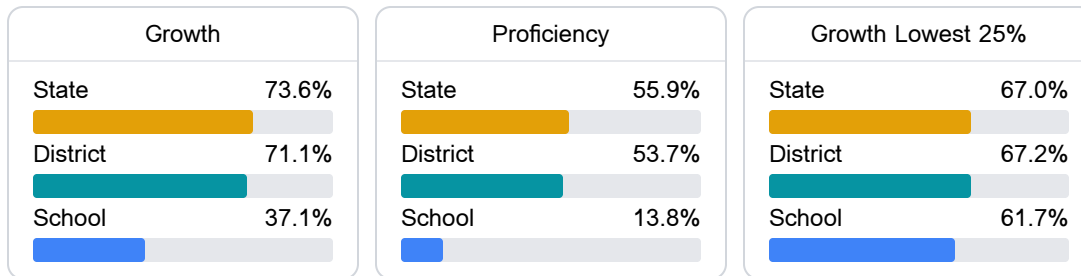 Growth
State 73.6%
District 71.1%
School 37.1%
Proficiency
State 55.9%
District 53.7%
School 13.8%
Growth Lowest 25%
State 67.0%
District 67.2%
School 61.7%